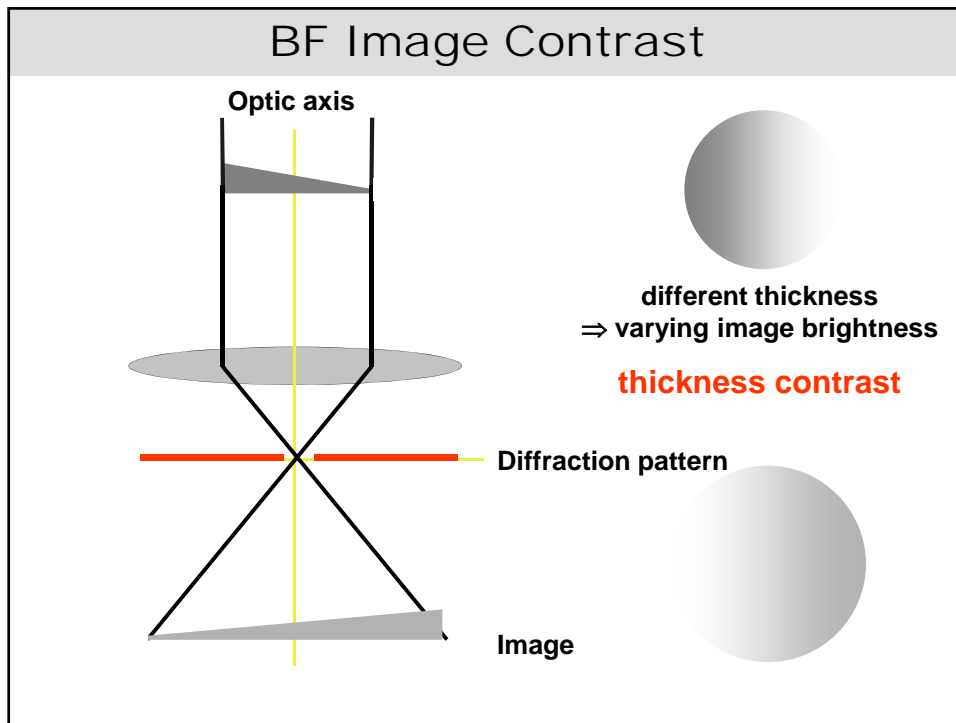 BF Image Contrast
Optic axis
different thickness
⇒ varying image brightness
thickness contrast
Diffraction pattern
Image